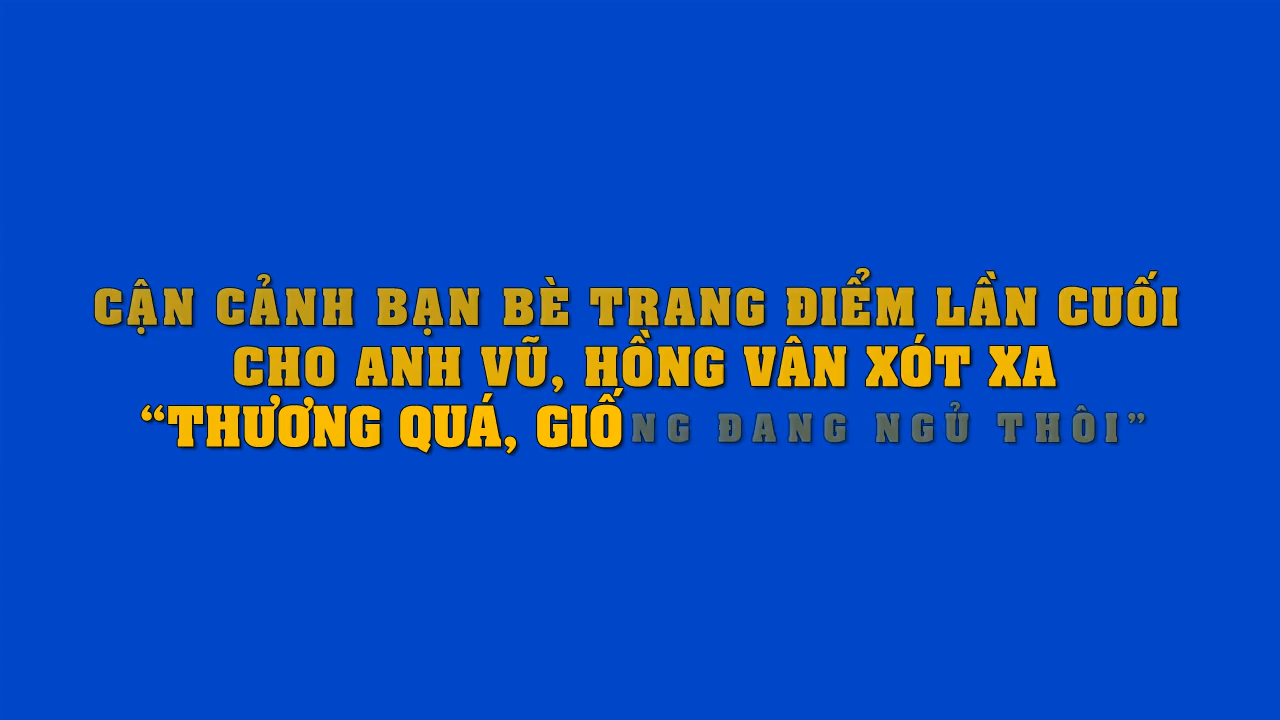 CẬN CẢNH BẠN BÈ TRANG ĐIỂM LẦN CUỐI
CHO ANH VŨ, HỒNG VÂN XÓT XA
“THƯƠNG QUÁ, GIỐNG ĐANG NGỦ THÔI”